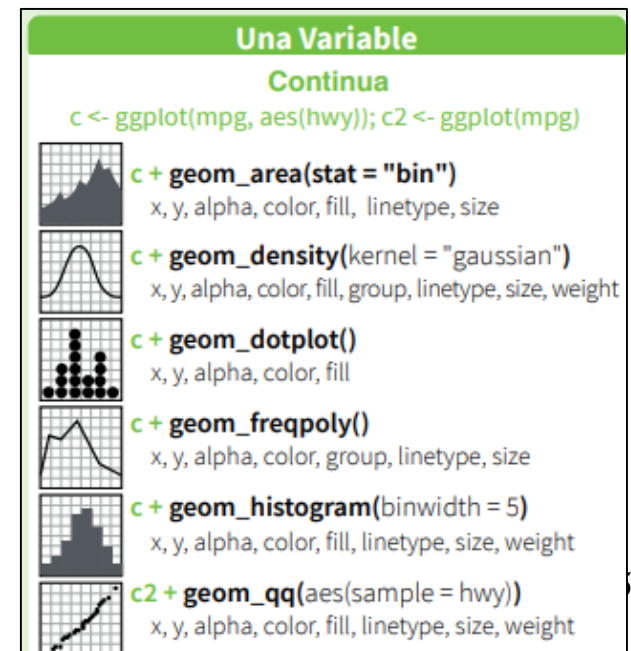 Una Variable
Continua
c <- ggplot(mpg, aes(hwy)); c2 <- ggplot(mpg)
c + geom_area(stat = "bin")
x, y, alpha, color, fill, linetype, size
c + geom_density(kernel = "gaussian")
x, y, alpha, color, fill, group, linetype, size, weight
c + geom_dotplot()
x, y, alpha, color, fill
c + geom_freqpoly()
x, y, alpha, color, group, linetype, size
c + geom_histogram(binwidth = 5)
x, y, alpha, color, fill, linetype, size, weight
c2 + geom_qq(aes(sample = hwy))
x, y, alpha, color, fill, linetype, size, weight